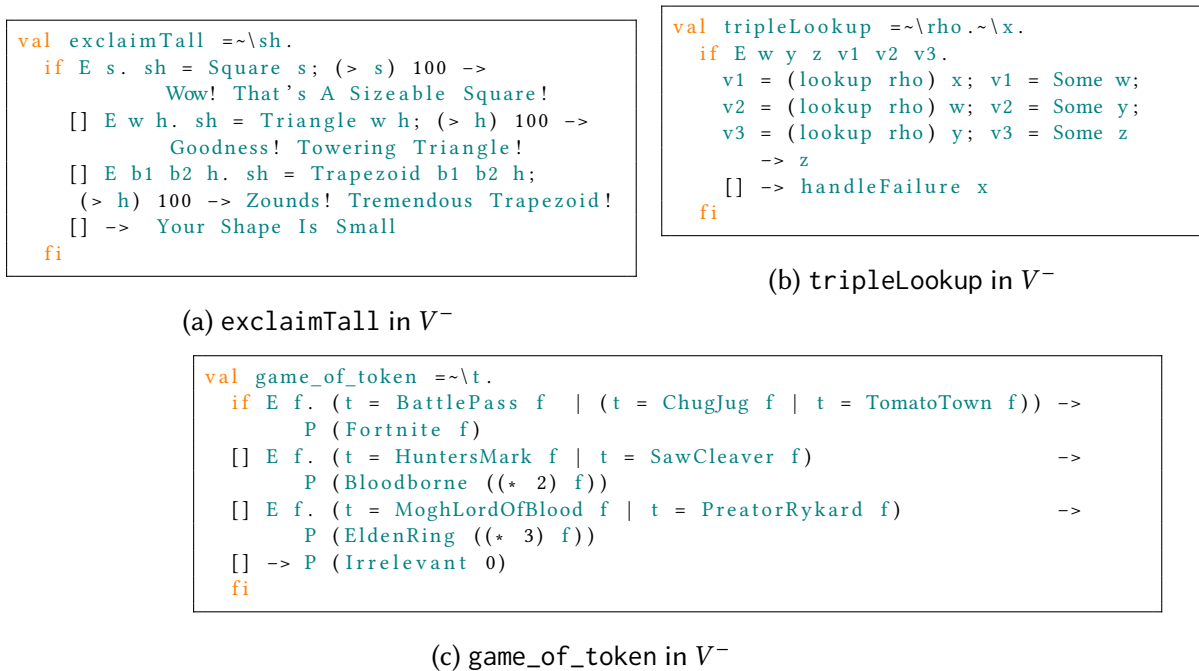 val exclaimTall =~\sh.
if E s. sh = Square s; (> s) 100 ->
Wow! That's A Sizeable Square!
[] E w h. sh = Triangle w h; (> h) 100 ->
Goodness! Towering Triangle!
[] E b1 b2 h. sh = Trapezoid b1 b2 h;
(> h) 100 -> Zounds! Tremendous Trapezoid!
[] -> Your Shape Is Small
fi
(a) exclaimTall in V⁻
val tripleLookup =~\rho.~\x.
if E w y z v1 v2 v3.
v1 = (lookup rho) x; v1 = Some w;
v2 = (lookup rho) w; v2 = Some y;
v3 = (lookup rho) y; v3 = Some z
-> z
[] -> handleFailure x
fi
(b) tripleLookup in V⁻
val game_of_token =~\t.
if E f. (t = BattlePass f | (t = ChugJug f | t = TomatoTown f)) ->
P (Fortnite f)
[] E f. (t = HuntersMark f | t = SawCleaver f) ->
P (Bloodborne ((* 2) f))
[] E f. (t = MoghLordOfBlood f | t = PreatorRykard f) ->
P (EldenRing ((* 3) f))
[] -> P (Irrelevant 0)
fi
(c) game_of_token in V⁻